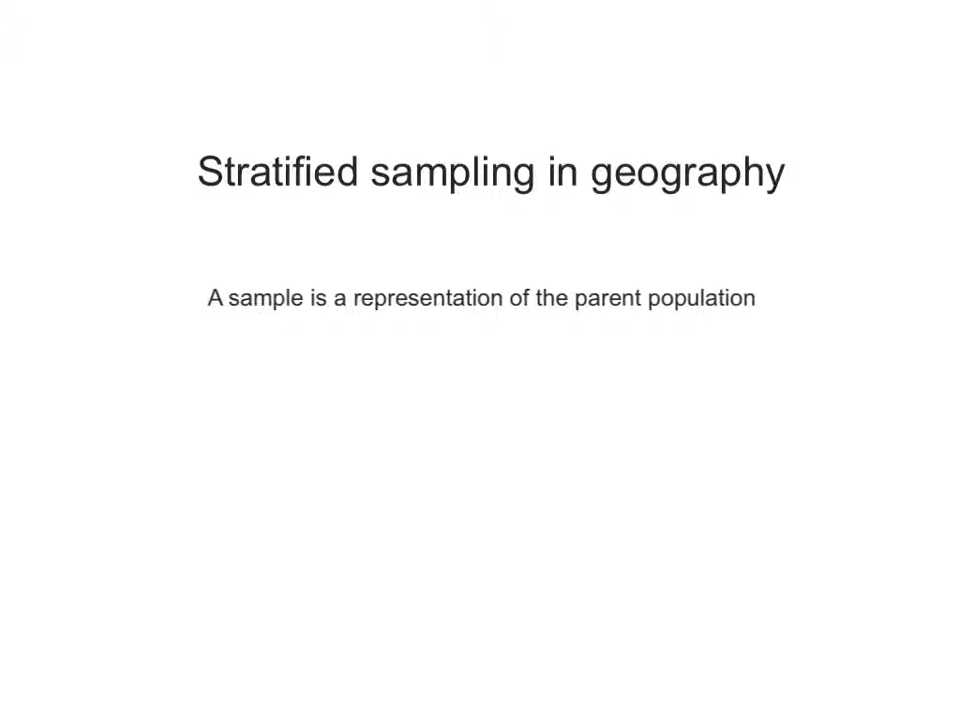 Stratified sampling in geography
A sample is a representation of the parent population